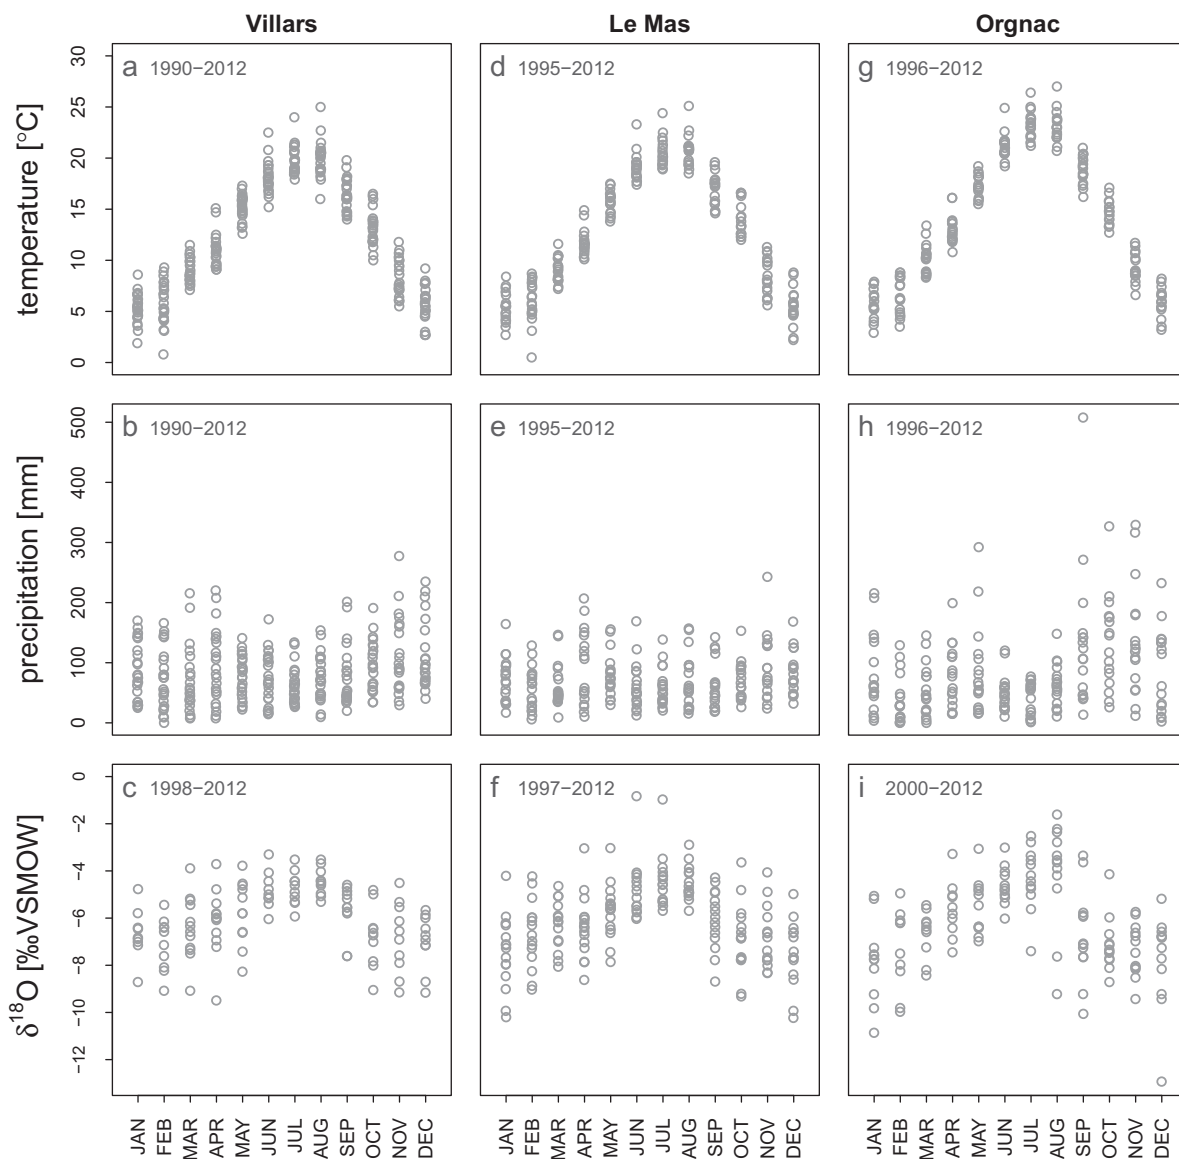 Villars Le Mas Orgnac
a 1990−2012 d 1995−2012 g 1996−2012
temperature [°C]
30
25
20
15
10
5
0
b 1990−2012 e 1995−2012 h 1996−2012
precipitation [mm]
500
400
300
200
100
0
c 1998−2012 f 1997−2012 i 2000−2012
δ¹⁸O [‰VSMOW]
0
−2
−4
−6
−8
−10
−12
JAN FEB MAR APR MAY JUN JUL AUG SEP OCT NOV DEC JAN FEB MAR APR MAY JUN JUL AUG SEP OCT NOV DEC JAN FEB MAR APR MAY JUN JUL AUG SEP OCT NOV DEC